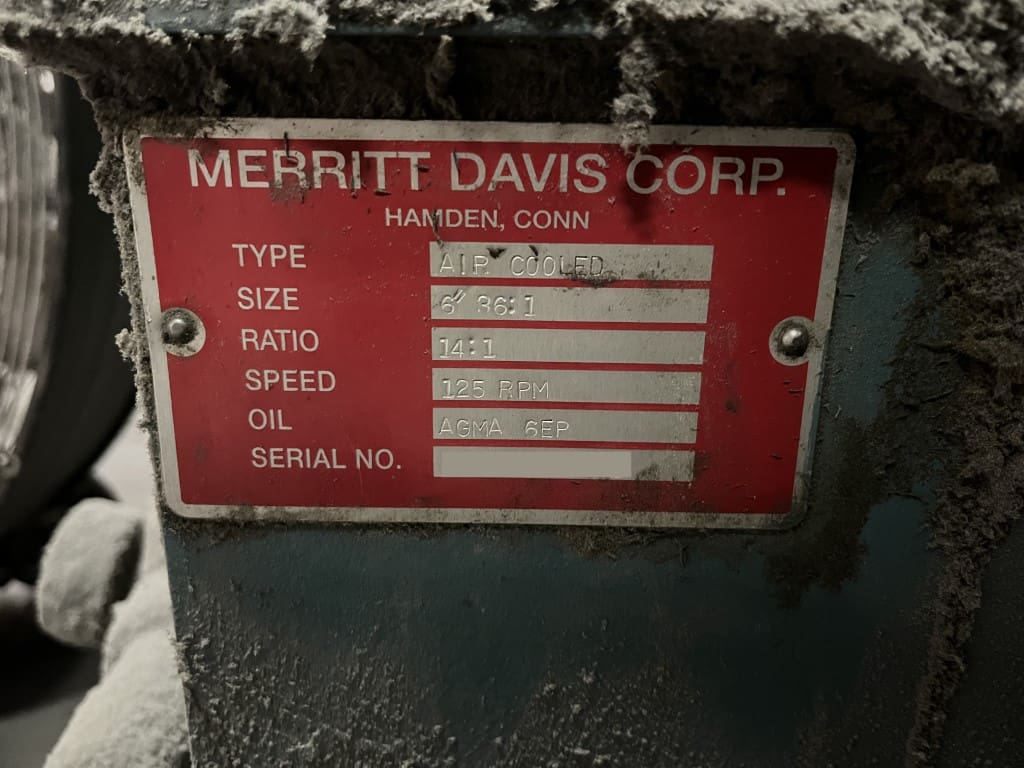 MERRITT DAVIS CORP.
HAMDEN, CONN
TYPE AIR COOLED
SIZE 6" 36:1
RATIO 14:1
SPEED 125 RPM
OIL AGMA 6EP
SERIAL NO.